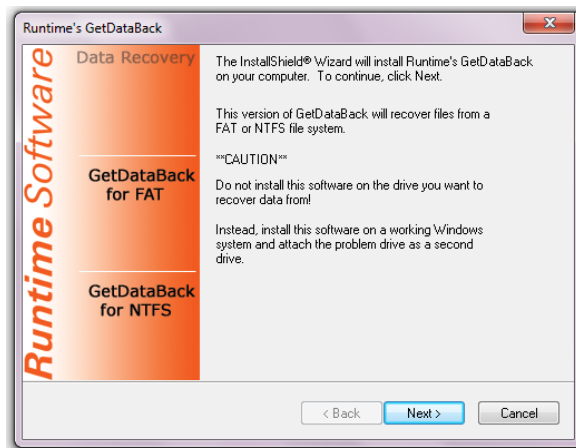 Runtime's GetDataBack
Runtime Software
Data Recovery
GetDataBack
for FAT
GetDataBack
for NTFS
The InstallShield® Wizard will install Runtime's GetDataBack
on your computer.  To continue, click Next.
This version of GetDataBack will recover files from a
FAT or NTFS file system.
**CAUTION**
Do not install this software on the drive you want to
recover data from!
Instead, install this software on a working Windows
system and attach the problem drive as a second
drive.
< Back
Next >
Cancel